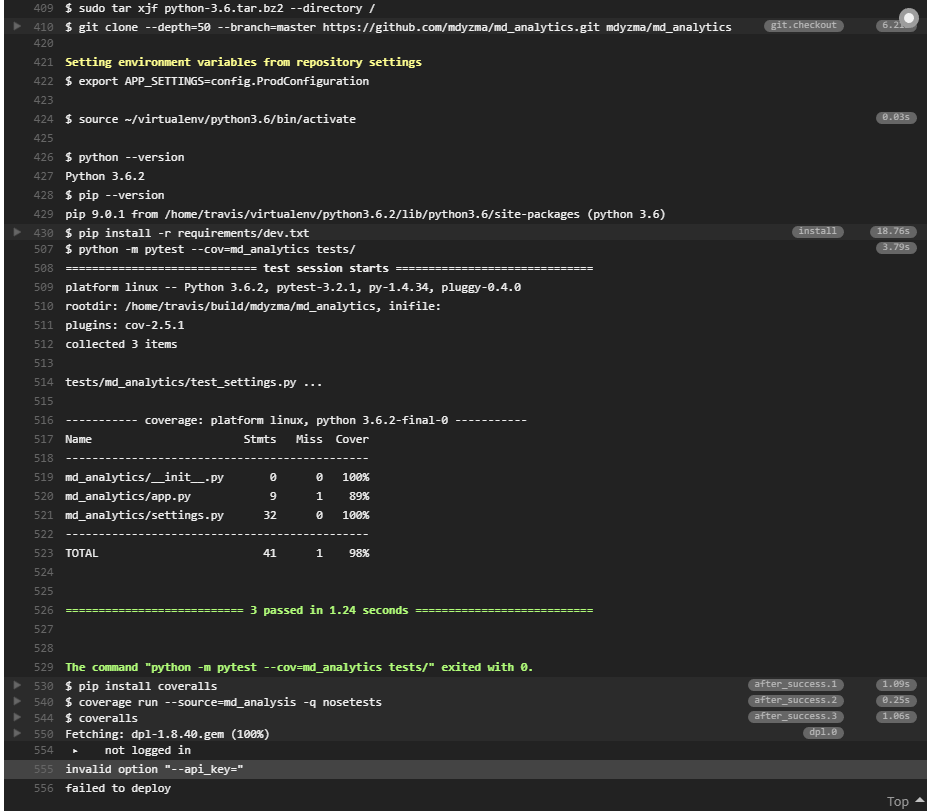 409 $ sudo tar xjf python-3.6.tar.bz2 --directory /
410 $ git clone --depth=50 --branch=master https://github.com/mdyzma/md_analytics.git mdyzma/md_analytics git.checkout
420
421 Setting environment variables from repository settings
422 $ export APP_SETTINGS=config.ProdConfiguration
423
424 $ source ~/virtualenv/python3.6/bin/activate 0.03s
425
426 $ python --version
427 Python 3.6.2
428 $ pip --version
429 pip 9.0.1 from /home/travis/virtualenv/python3.6.2/lib/python3.6/site-packages (python 3.6)
430 $ pip install -r requirements/dev.txt install 18.76s
507 $ python -m pytest --cov=md_analytics tests/ 3.79s
508 ============================= test session starts ==============================
509 platform linux -- Python 3.6.2, pytest-3.2.1, py-1.4.34, pluggy-0.4.0
510 rootdir: /home/travis/build/mdyzma/md_analytics, inifile:
511 plugins: cov-2.5.1
512 collected 3 items
513
514 tests/md_analytics/test_settings.py ...
515
516 ----------- coverage: platform linux, python 3.6.2-final-0 -----------
517 Name Stmts Miss Cover
518 ----------------------------------------------
519 md_analytics/__init__.py 0 0 100%
520 md_analytics/app.py 9 1 89%
521 md_analytics/settings.py 32 0 100%
522 ----------------------------------------------
523 TOTAL 41 1 98%
524
525
526 =========================== 3 passed in 1.24 seconds ===========================
527
528
529 The command "python -m pytest --cov=md_analytics tests/" exited with 0.
530 $ pip install coveralls after_success.1 1.09s
540 $ coverage run --source=md_analysis -q nosetests after_success.2 0.25s
544 $ coveralls after_success.3 1.06s
550 Fetching: dpl-1.8.40.gem (100%) dpl.0
554 ▸ not logged in
555 invalid option "--api_key="
556 failed to deploy
Top